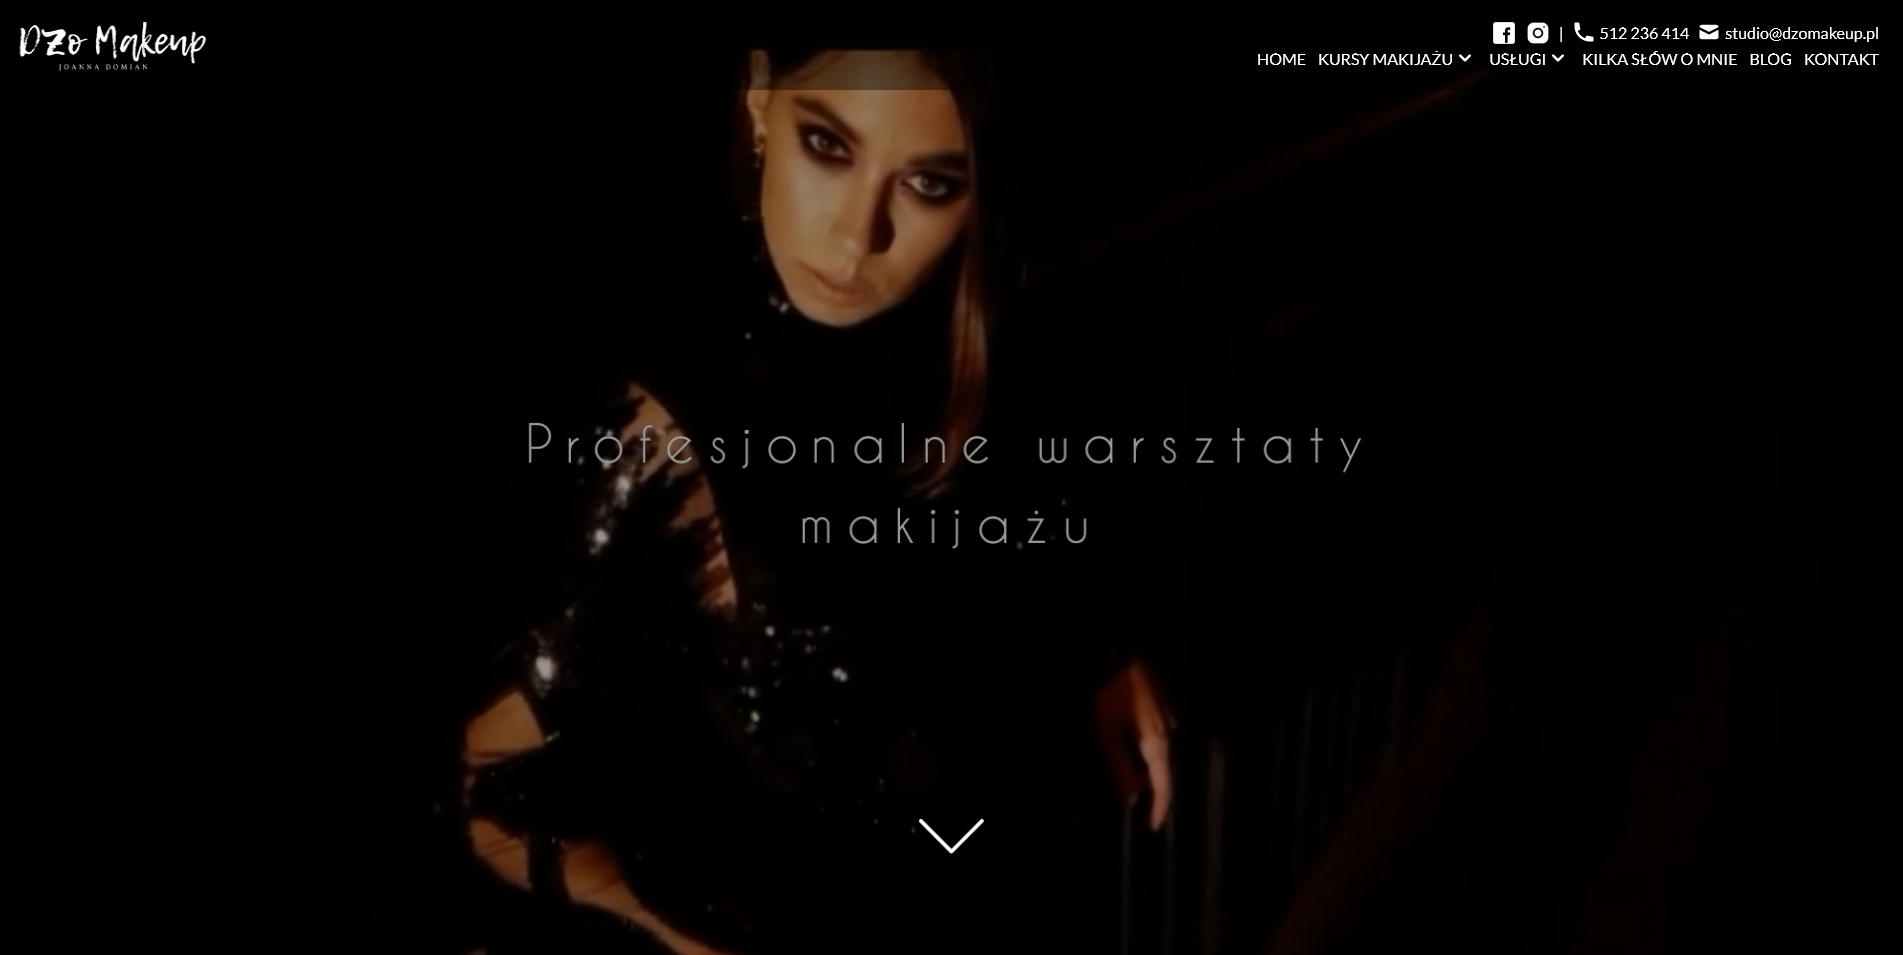 DZo Makeup
JOANNA DOMIAN
| 512 236 414 studio@dzomakeup.pl
HOME KURSY MAKIJAŻU USŁUGI KILKA SŁÓW O MNIE BLOG KONTAKT
Profesjonalne warsztaty
makijażu